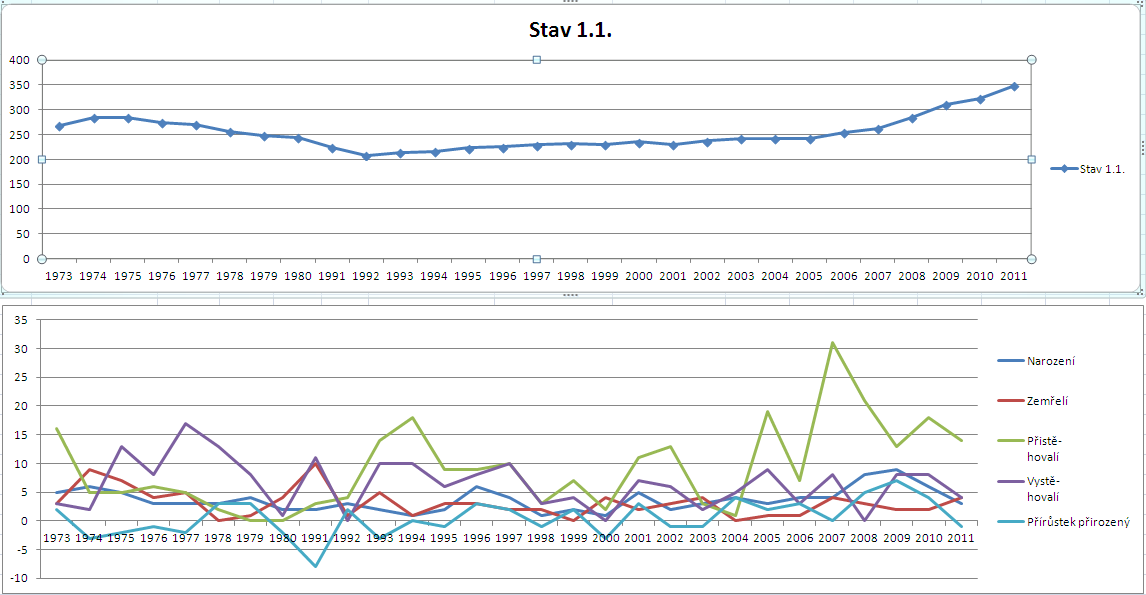 Stav 1.1.
400
350
300
250
200
150
100
50
0
1973 1974 1975 1976 1977 1978 1979 1980 1991 1992 1993 1994 1995 1996 1997 1998 1999 2000 2001 2002 2003 2004 2005 2006 2007 2008 2009 2010 2011
Stav 1.1.
35
30
25
20
15
10
5
0
-5
-10
1973 1974 1975 1976 1977 1978 1979 1980 1991 1992 1993 1994 1995 1996 1997 1998 1999 2000 2001 2002 2003 2004 2005 2006 2007 2008 2009 2010 2011
Narození
Zemřelí
Přistě-
hovalí
Vystě-
hovalí
Přírůstek přirozený